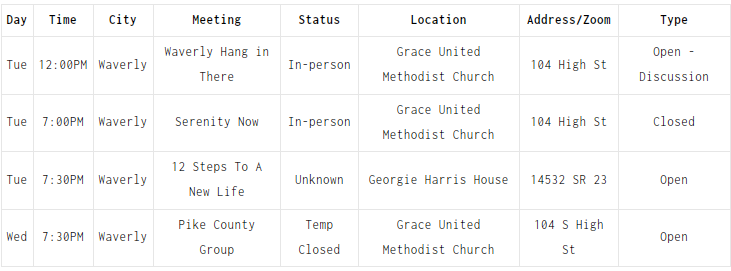 Day Time City Meeting Status Location Address/Zoom Type
Tue 12:00PM Waverly Waverly Hang in There In-person Grace United Methodist Church 104 High St Open - Discussion
Tue 7:00PM Waverly Serenity Now In-person Grace United Methodist Church 104 High St Closed
Tue 7:30PM Waverly 12 Steps To A New Life Unknown Georgie Harris House 14532 SR 23 Open
Wed 7:30PM Waverly Pike County Group Temp Closed Grace United Methodist Church 104 S High St Open